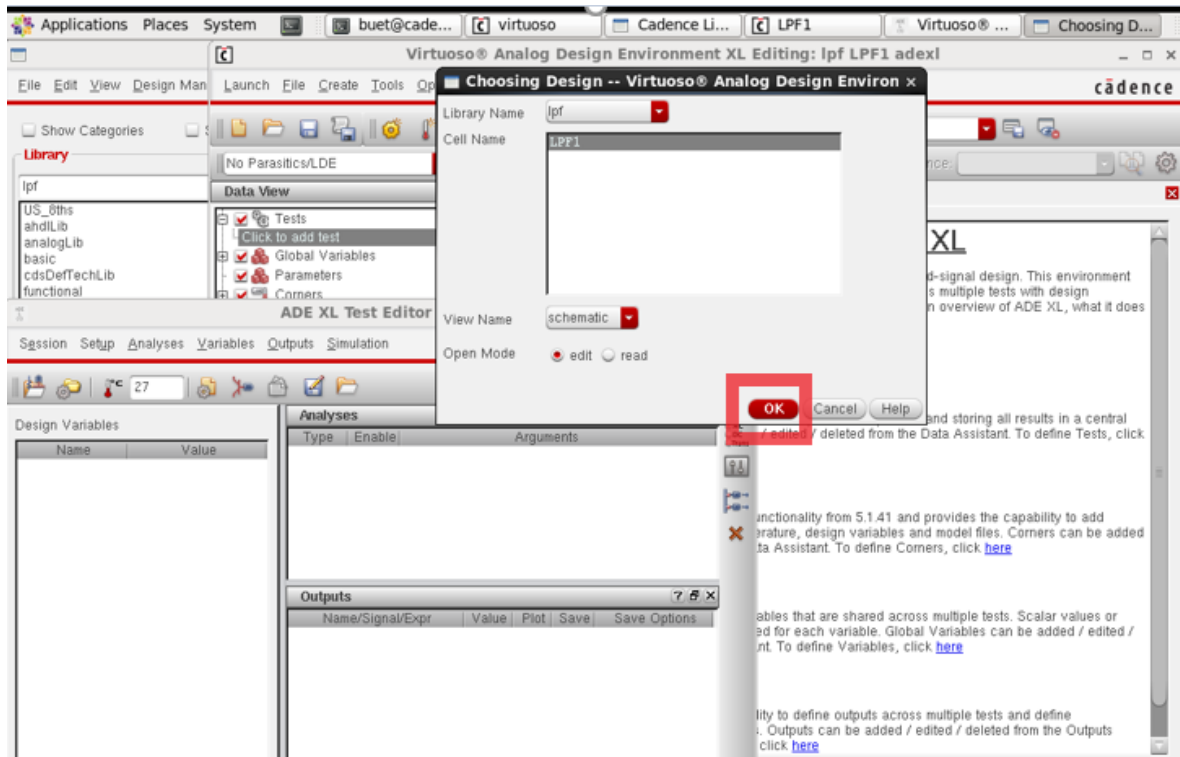 Applications Places System buet@cade... virtuoso Cadence Li... LPF1 Virtuoso® ... Choosing D...
Virtuoso® Analog Design Environment XL Editing: lpf LPF1 adexl
File Edit View Design Man
Launch File Create Tools Op
cādence
Choosing Design -- Virtuoso® Analog Design Environ
Library Name lpf
Cell Name LPF1
View Name schematic
Open Mode edit read
OK Cancel Help
Show Categories
Library
lpf
US_8ths
ahdlLib
analogLib
basic
cdsDefTechLib
functional
No Parasitics/LDE
Data View
Tests
Click to add test
Global Variables
Parameters
Corners
XL
d-signal design. This environment
s multiple tests with design
n overview of ADE XL, what it does
ADE XL Test Editor
Session Setup Analyses Variables Outputs Simulation
27
Design Variables
Name Value
Analyses
Type Enable Arguments
Outputs
Name/Signal/Expr Value Plot Save Save Options
and storing all results in a central
/ edited / deleted from the Data Assistant. To define Tests, click
unctionality from 5.1.41 and provides the capability to add
erature, design variables and model files. Corners can be added
ta Assistant. To define Corners, click here
ables that are shared across multiple tests. Scalar values or
ed for each variable. Global Variables can be added / edited /
nt. To define Variables, click here
lity to define outputs across multiple tests and define
. Outputs can be added / edited / deleted from the Outputs
click here